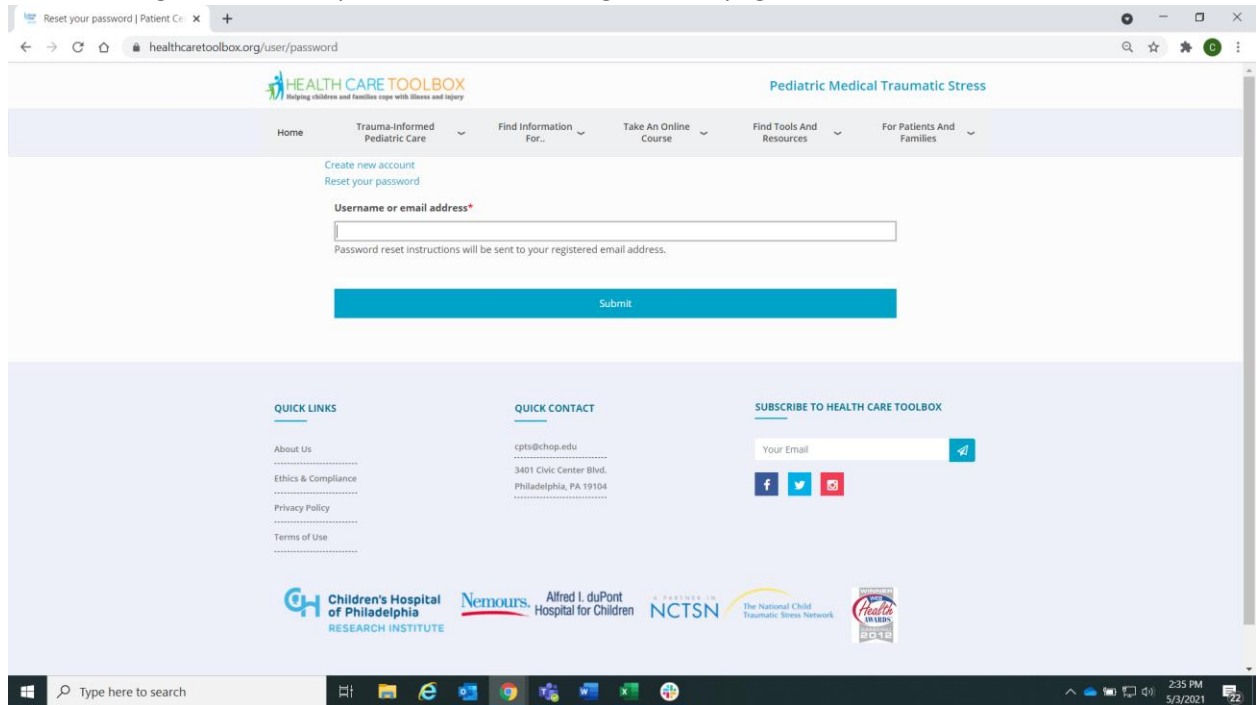 Reset your password | Patient Ce
healthcaretoolbox.org/user/password
HEALTH CARE TOOLBOX
Helping children and families cope with illness and injury
Pediatric Medical Traumatic Stress
Home
Trauma-Informed
Pediatric Care
Find Information
For..
Take An Online
Course
Find Tools And
Resources
For Patients And
Families
Create new account
Reset your password
Username or email address*
Password reset instructions will be sent to your registered email address.
Submit
QUICK LINKS
About Us
Ethics & Compliance
Privacy Policy
Terms of Use
QUICK CONTACT
cpts@chop.edu
3401 Civic Center Blvd.
Philadelphia, PA 19104
SUBSCRIBE TO HEALTH CARE TOOLBOX
Your Email
Children's Hospital
of Philadelphia
RESEARCH INSTITUTE
Nemours. Alfred I. duPont
Hospital for Children
A PARTNER IN
NCTSN
The National Child
Traumatic Stress Network
WINNER
WEB
Health
AWARDS
2012
Type here to search
2:35 PM
5/3/2021
22